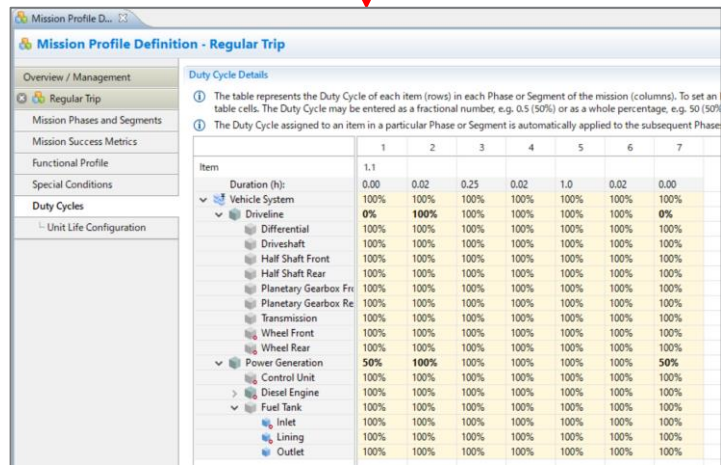 Mission Profile D...
Mission Profile Definition - Regular Trip
Overview / Management
Regular Trip
Mission Phases and Segments
Mission Success Metrics
Functional Profile
Special Conditions
Duty Cycles
Unit Life Configuration
Duty Cycle Details
The table represents the Duty Cycle of each item (rows) in each Phase or Segment of the mission (columns). To set an
table cells. The Duty Cycle may be entered as a fractional number, e.g. 0.5 (50%) or as a whole percentage, e.g. 50 (50%
The Duty Cycle assigned to an item in a particular Phase or Segment is automatically applied to the subsequent Phase
1 2 3 4 5 6 7
Item 1.1
Duration (h): 0.00 0.02 0.25 0.02 1.0 0.02 0.00
Vehicle System 100% 100% 100% 100% 100% 100% 100%
Driveline 0% 100% 100% 100% 100% 100% 0%
Differential 100% 100% 100% 100% 100% 100% 100%
Driveshaft 100% 100% 100% 100% 100% 100% 100%
Half Shaft Front 100% 100% 100% 100% 100% 100% 100%
Half Shaft Rear 100% 100% 100% 100% 100% 100% 100%
Planetary Gearbox Fr 100% 100% 100% 100% 100% 100% 100%
Planetary Gearbox Re 100% 100% 100% 100% 100% 100% 100%
Transmission 100% 100% 100% 100% 100% 100% 100%
Wheel Front 100% 100% 100% 100% 100% 100% 100%
Wheel Rear 100% 100% 100% 100% 100% 100% 100%
Power Generation 50% 100% 100% 100% 100% 100% 50%
Control Unit 100% 100% 100% 100% 100% 100% 100%
Diesel Engine 100% 100% 100% 100% 100% 100% 100%
Fuel Tank 100% 100% 100% 100% 100% 100% 100%
Inlet 100% 100% 100% 100% 100% 100% 100%
Lining 100% 100% 100% 100% 100% 100% 100%
Outlet 100% 100% 100% 100% 100% 100% 100%